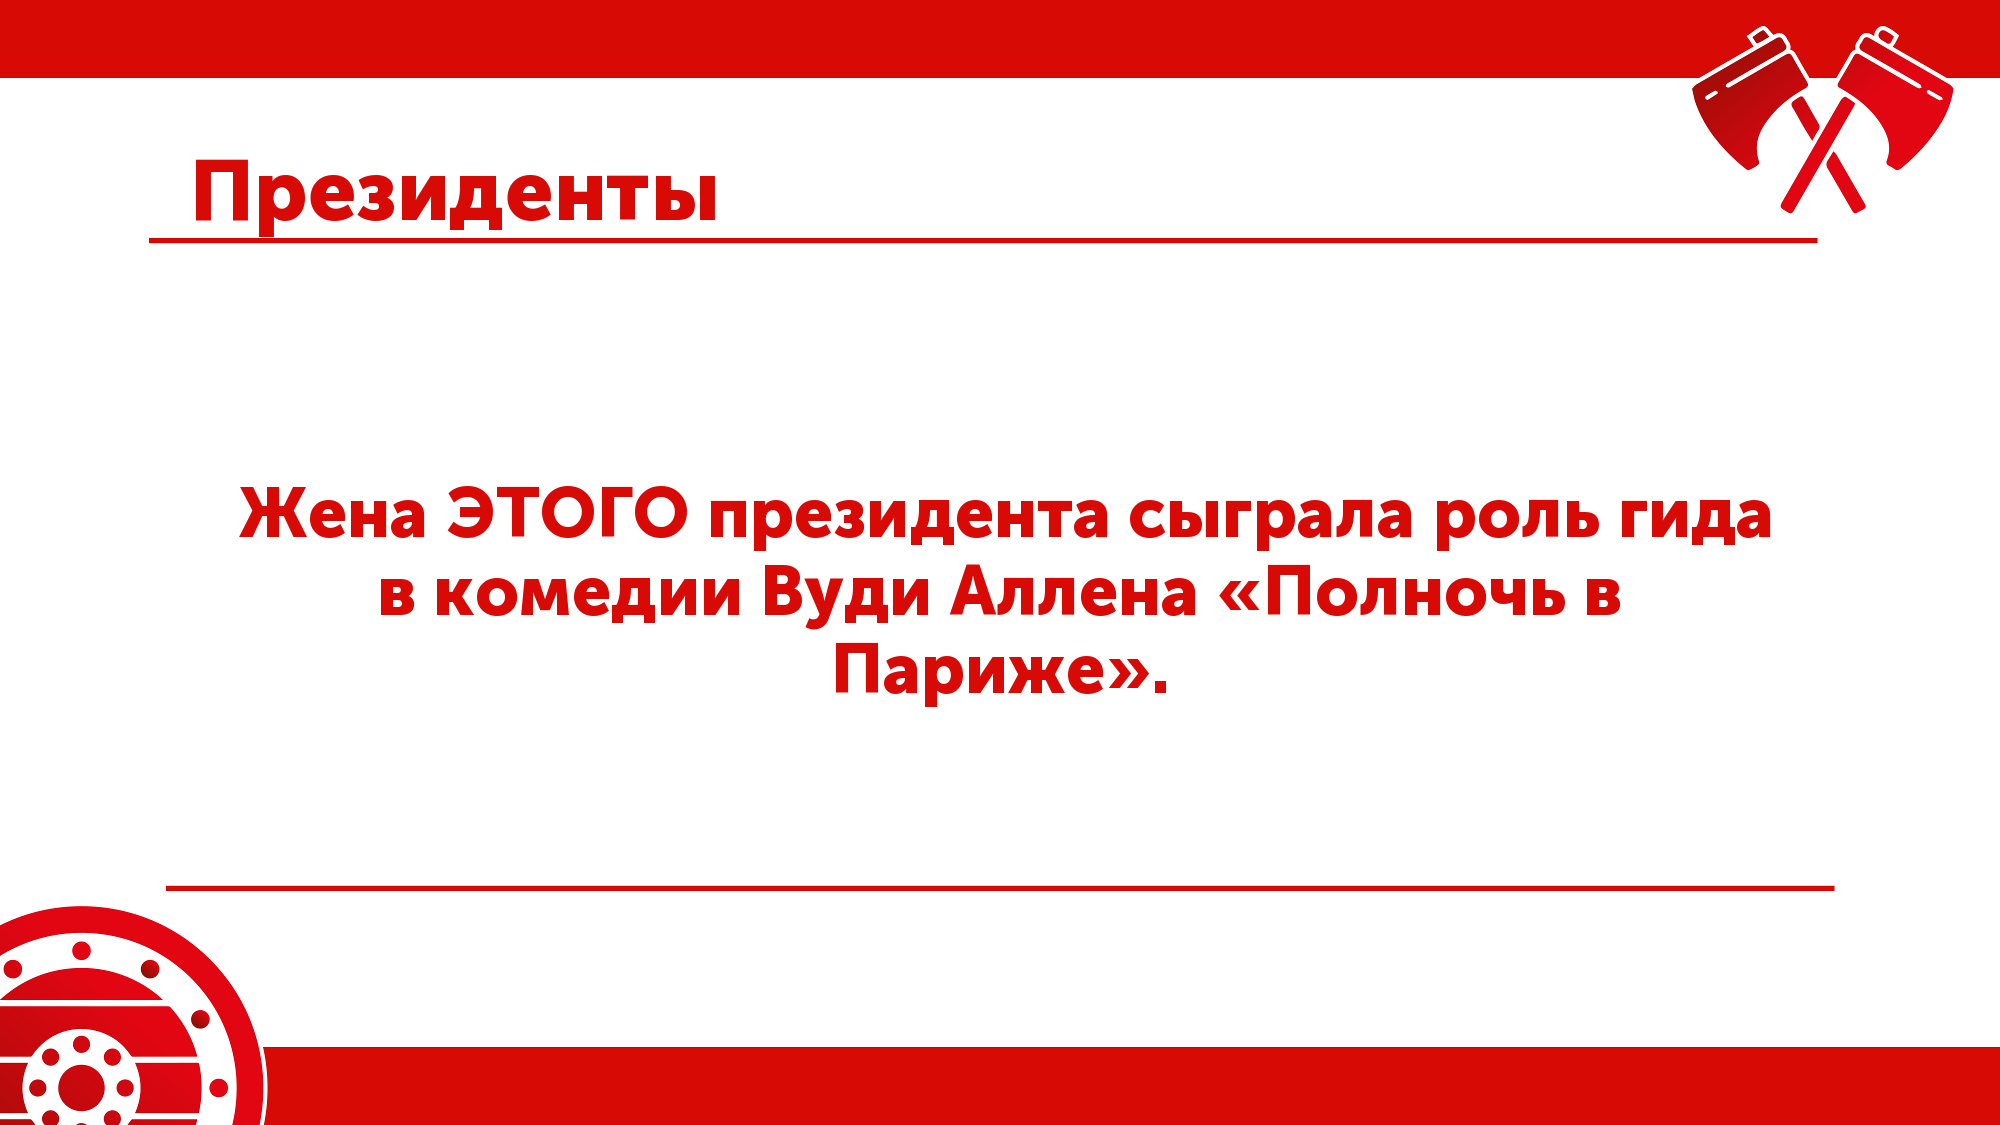 Президенты
Жена ЭТОГО президента сыграла роль гида
в комедии Вуди Аллена «Полночь в
Париже».